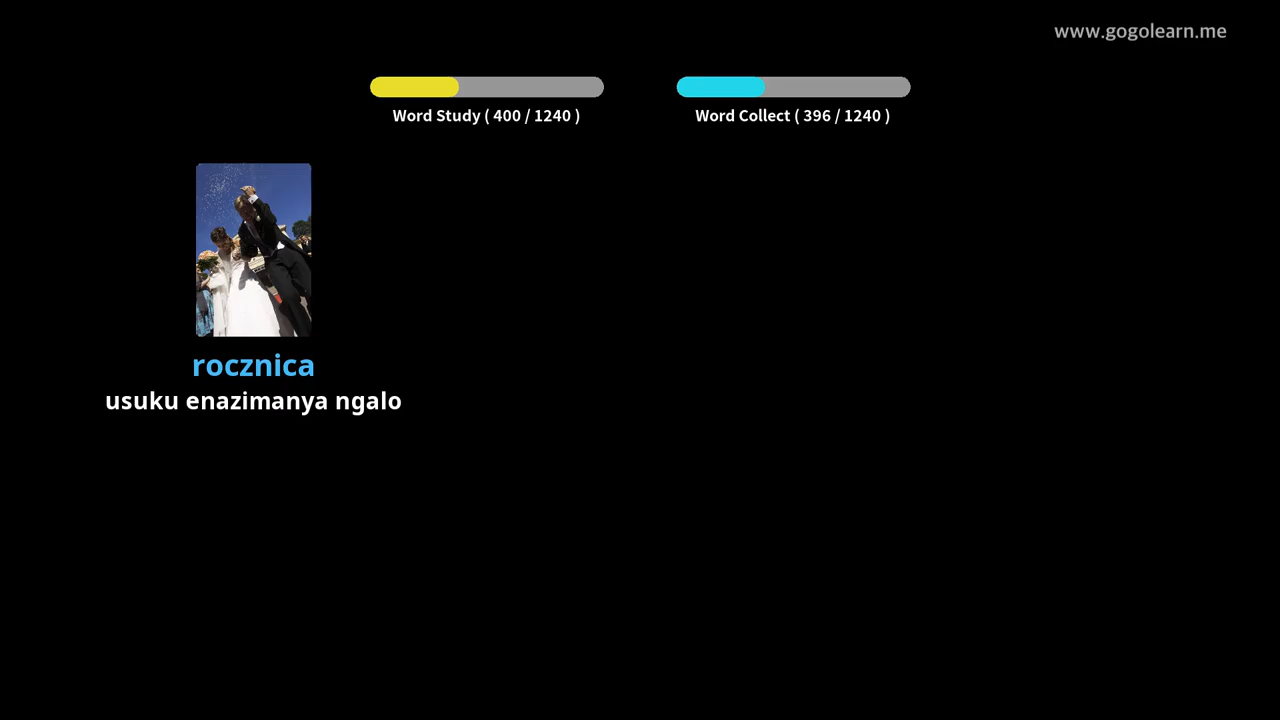 www.gogolearn.me
Word Study ( 400 / 1240 )
Word Collect ( 396 / 1240 )
rocznica
usuku enazimanya ngalo